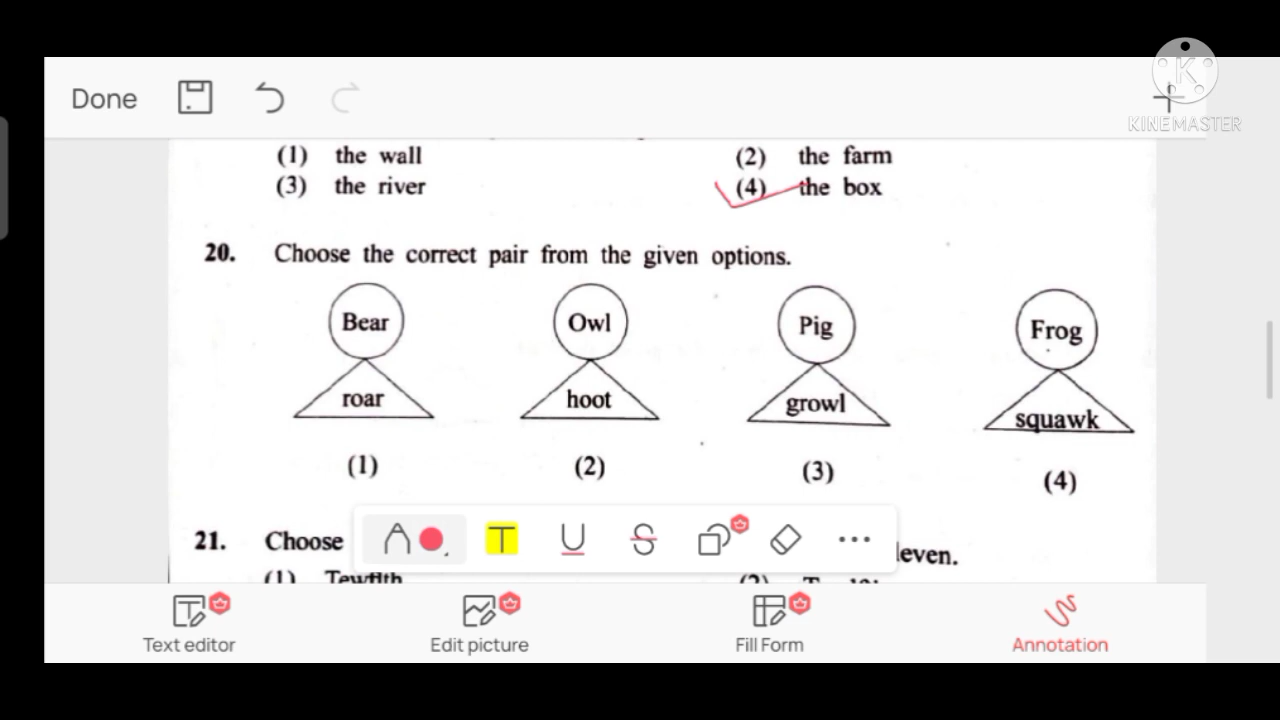 Done
KINEMASTER
(1) the wall (2) the farm
(3) the river (4) the box
20. Choose the correct pair from the given options.
Bear Owl Pig Frog
roar hoot growl squawk
(1) (2) (3) (4)
21. Choose leven.
(1)
Text editor Edit picture Fill Form Annotation